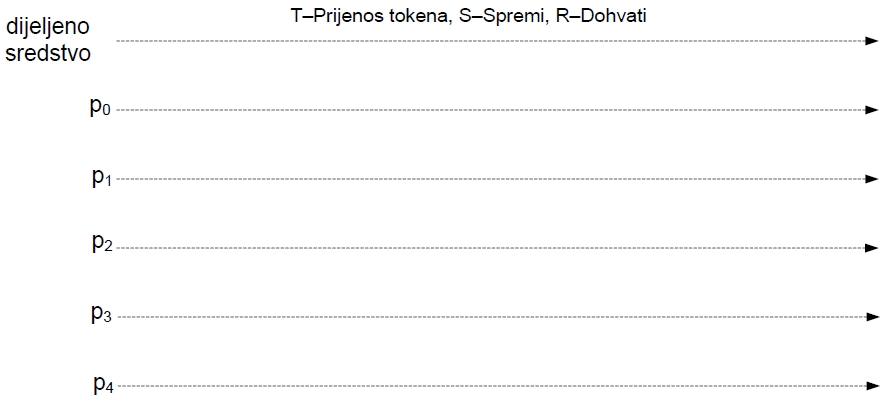 T–Prijenos tokena, S–Spremi, R–Dohvati
dijeljeno
sredstvo
p0
p1
p2
p3
p4